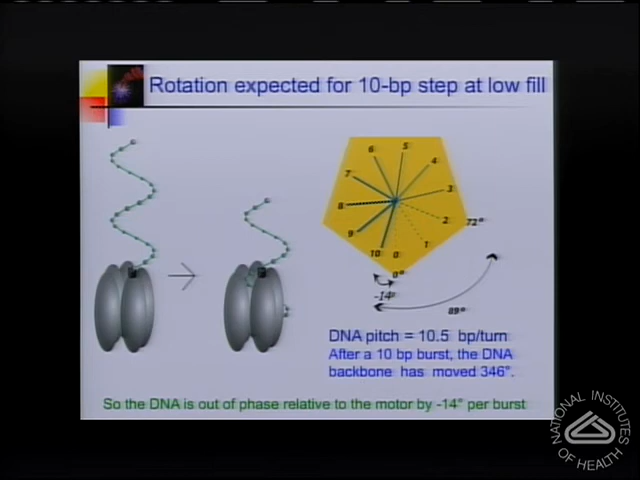 Rotation expected for 10-bp step at low fill
5
6
4
7
3
8
2
72°
9
1
10
0
0°
-14°
89°
DNA pitch = 10.5 bp/turn
After a 10 bp burst, the DNA
backbone has moved 346°.
So the DNA is out of phase relative to the motor by -14° per burst
NATIONAL INSTITUTES
OF HEALTH